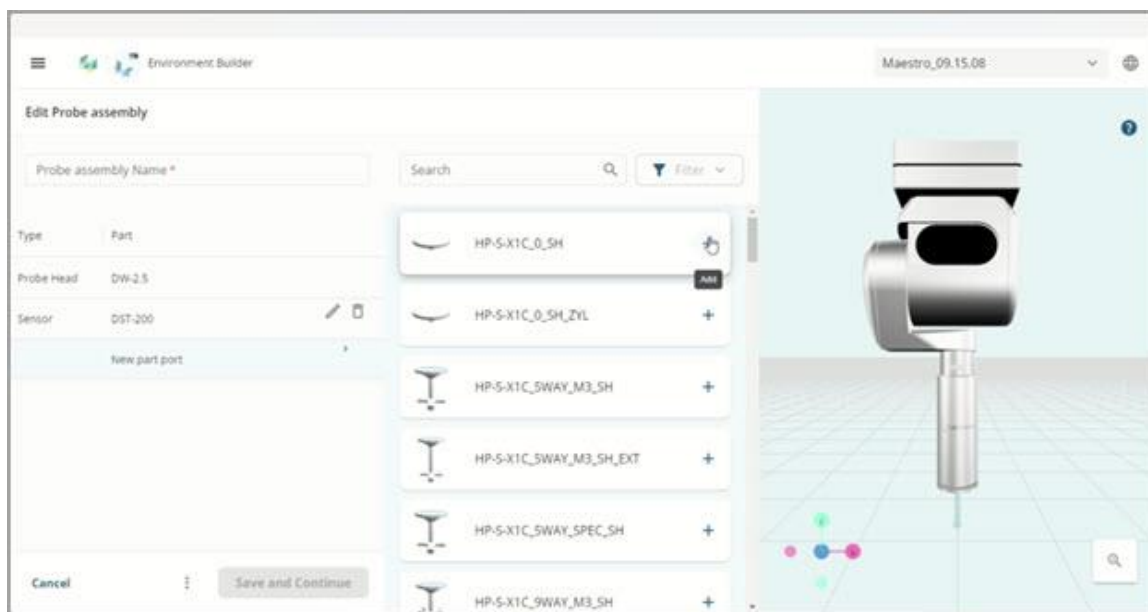 Environment Builder
Maestro_09.15.08
Edit Probe assembly
Probe assembly Name *
Search
Filter
Type Part
Probe Head DW-2.5
Sensor DST-200
New part port
HP-S-X1C_0_SH
Add
HP-S-X1C_0_SH_ZYL
HP-S-X1C_5WAY_M3_SH
HP-S-X1C_5WAY_M3_SH_EXT
HP-S-X1C_5WAY_SPEC_SH
HP-S-X1C_9WAY_M3_SH
Cancel
Save and Continue